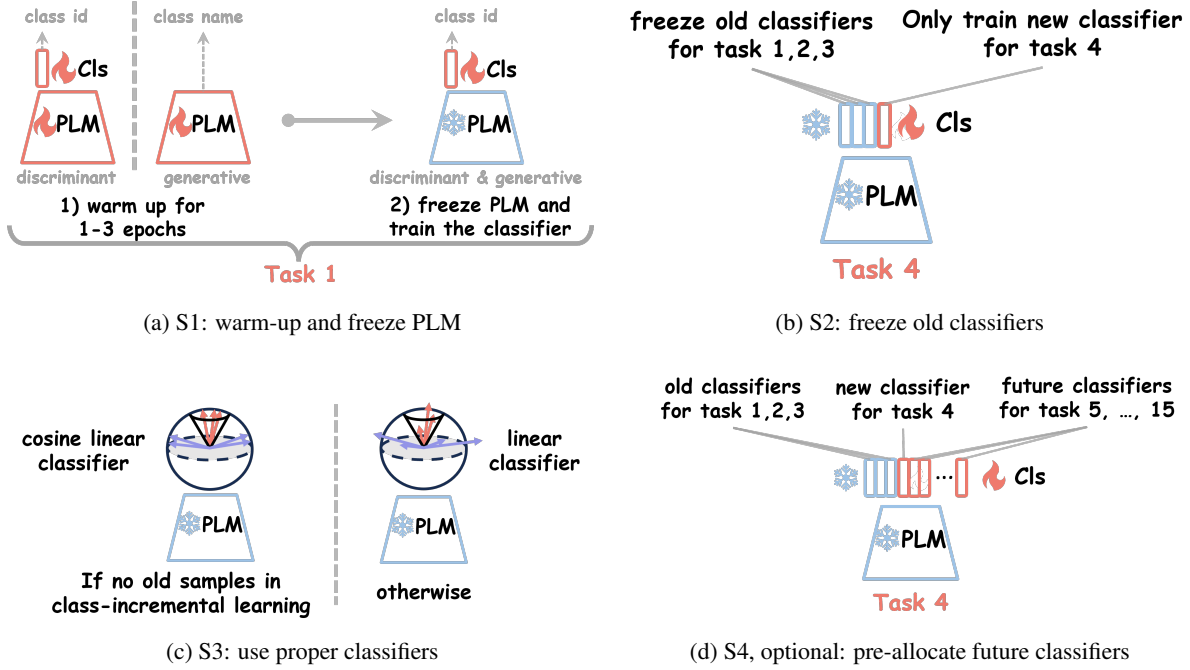 class id
class name
class id
Cls
Cls
PLM
PLM
PLM
discriminant
generative
discriminant & generative
1) warm up for
1-3 epochs
2) freeze PLM and
train the classifier
Task 1
(a) S1: warm-up and freeze PLM
freeze old classifiers
for task 1,2,3
Only train new classifier
for task 4
Cls
PLM
Task 4
(b) S2: freeze old classifiers
cosine linear
classifier
linear
classifier
PLM
PLM
If no old samples in
class-incremental learning
otherwise
(c) S3: use proper classifiers
old classifiers
for task 1,2,3
new classifier
for task 4
future classifiers
for task 5, ..., 15
...
Cls
PLM
Task 4
(d) S4, optional: pre-allocate future classifiers